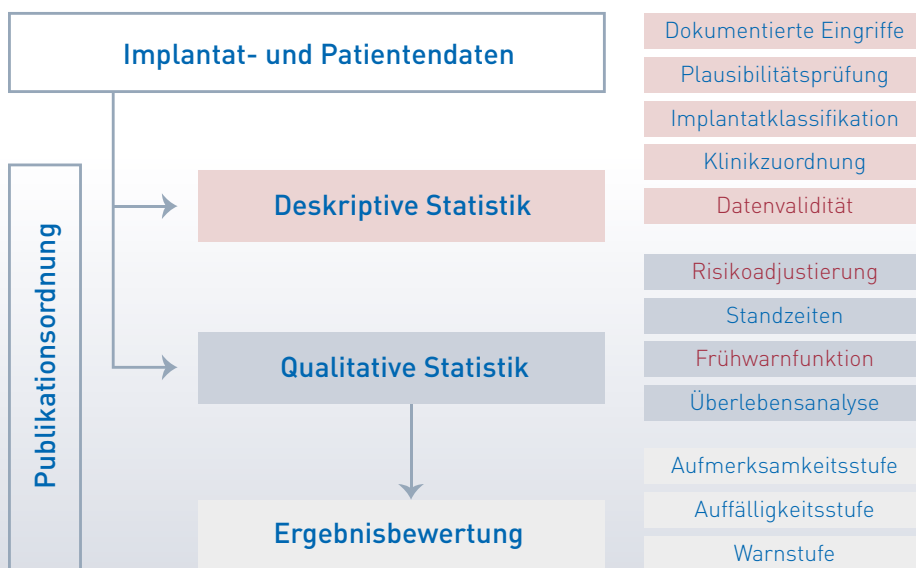 Implantat- und Patientendaten
Publikationsordnung
Deskriptive Statistik
Qualitative Statistik
Ergebnisbewertung
Dokumentierte Eingriffe
Plausibilitätsprüfung
Implantatklassifikation
Klinikzuordnung
Datenvalidität
Risikoadjustierung
Standzeiten
Frühwarnfunktion
Überlebensanalyse
Aufmerksamkeitsstufe
Auffälligkeitsstufe
Warnstufe